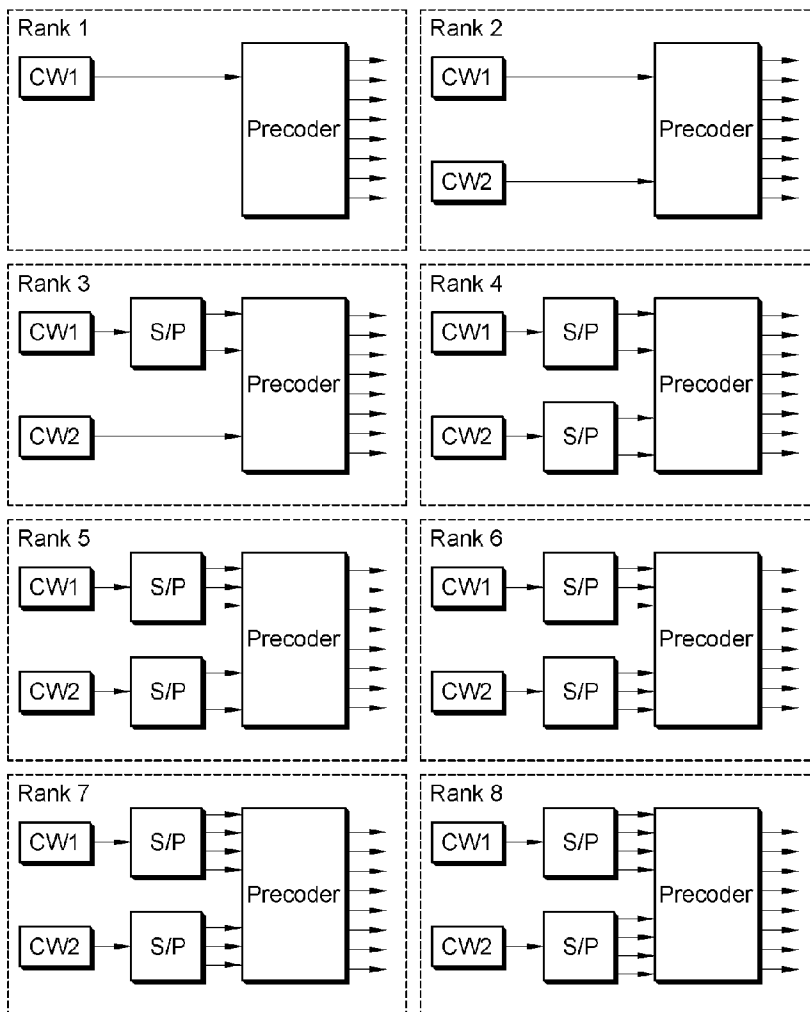 Rank 1
CW1
Precoder
Rank 2
CW1
Precoder
CW2
Rank 3
CW1
S/P
Precoder
CW2
Rank 4
CW1
S/P
Precoder
CW2
S/P
Rank 5
CW1
S/P
Precoder
CW2
S/P
Rank 6
CW1
S/P
Precoder
CW2
S/P
Rank 7
CW1
S/P
Precoder
CW2
S/P
Rank 8
CW1
S/P
Precoder
CW2
S/P